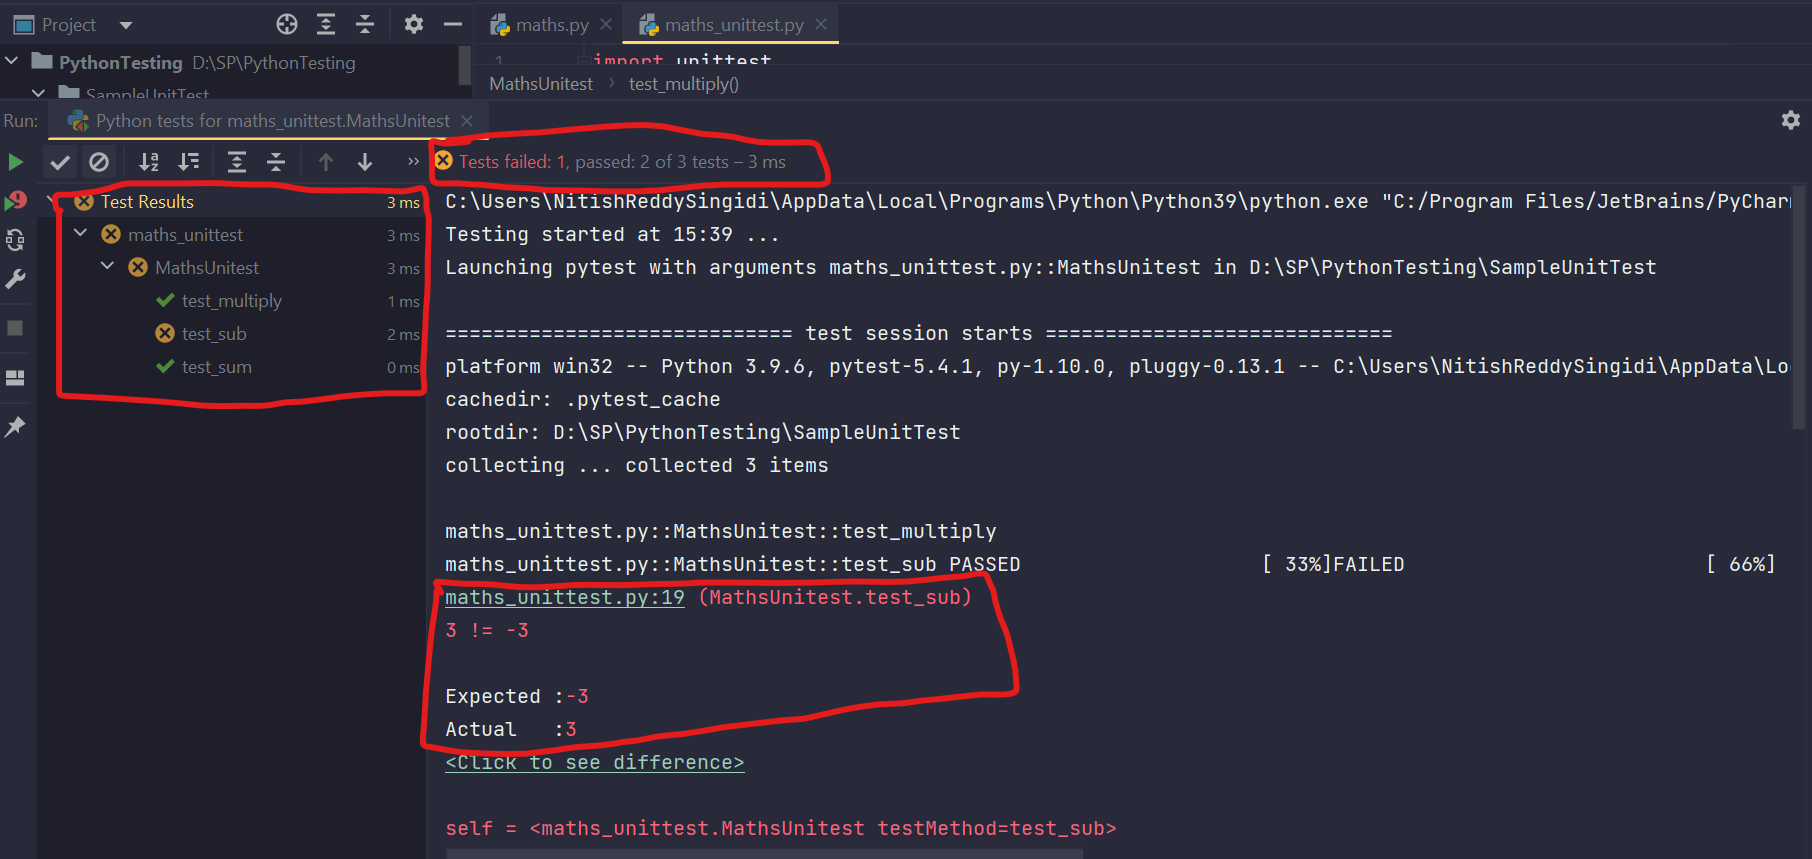 Project
maths.py
maths_unittest.py
PythonTesting D:\SP\PythonTesting
1 import unittest
SampleUnitTest
MathsUnitest > test_multiply()
Run: Python tests for maths_unittest.MathsUnitest
Tests failed: 1, passed: 2 of 3 tests – 3 ms
Test Results 3 ms
maths_unittest 3 ms
MathsUnitest 3 ms
test_multiply 1 ms
test_sub 2 ms
test_sum 0 ms
C:\Users\NitishReddySingidi\AppData\Local\Programs\Python\Python39\python.exe "C:/Program Files/JetBrains/PyChar
Testing started at 15:39 ...
Launching pytest with arguments maths_unittest.py::MathsUnitest in D:\SP\PythonTesting\SampleUnitTest
============================= test session starts =============================
platform win32 -- Python 3.9.6, pytest-5.4.1, py-1.10.0, pluggy-0.13.1 -- C:\Users\NitishReddySingidi\AppData\Lo
cachedir: .pytest_cache
rootdir: D:\SP\PythonTesting\SampleUnitTest
collecting ... collected 3 items
maths_unittest.py::MathsUnitest::test_multiply
maths_unittest.py::MathsUnitest::test_sub PASSED [ 33%]FAILED [ 66%]
maths_unittest.py:19 (MathsUnitest.test_sub)
3 != -3
Expected :-3
Actual :3
<Click to see difference>
self = <maths_unittest.MathsUnitest testMethod=test_sub>